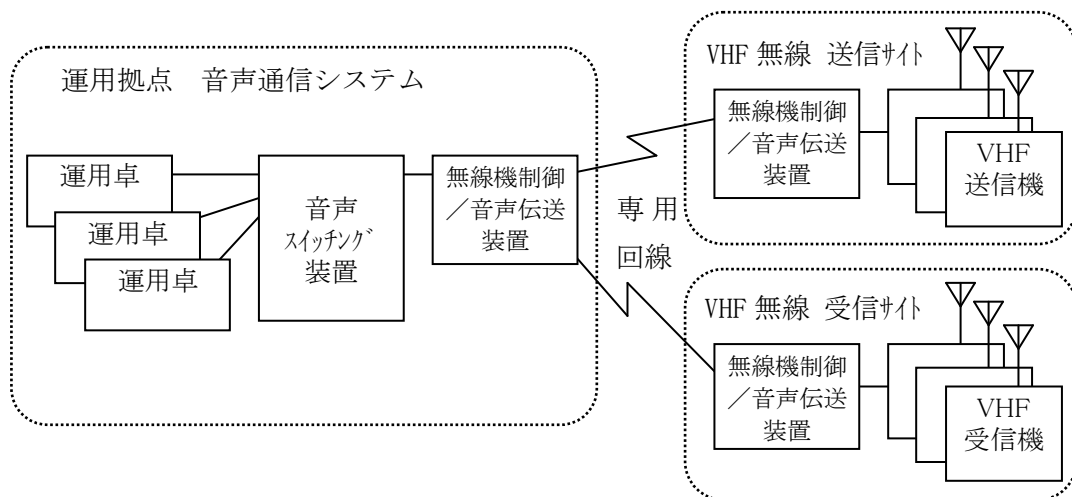 運用拠点　音声通信システム
運用卓
運用卓
運用卓
音声
ｽｲｯﾁﾝｸﾞ
装置
無線機制御
／音声伝送
装置
専 用
回線
VHF 無線 送信ｻｲﾄ
無線機制御
／音声伝送
装置
VHF
送信機
VHF 無線 受信ｻｲﾄ
無線機制御
／音声伝送
装置
VHF
受信機